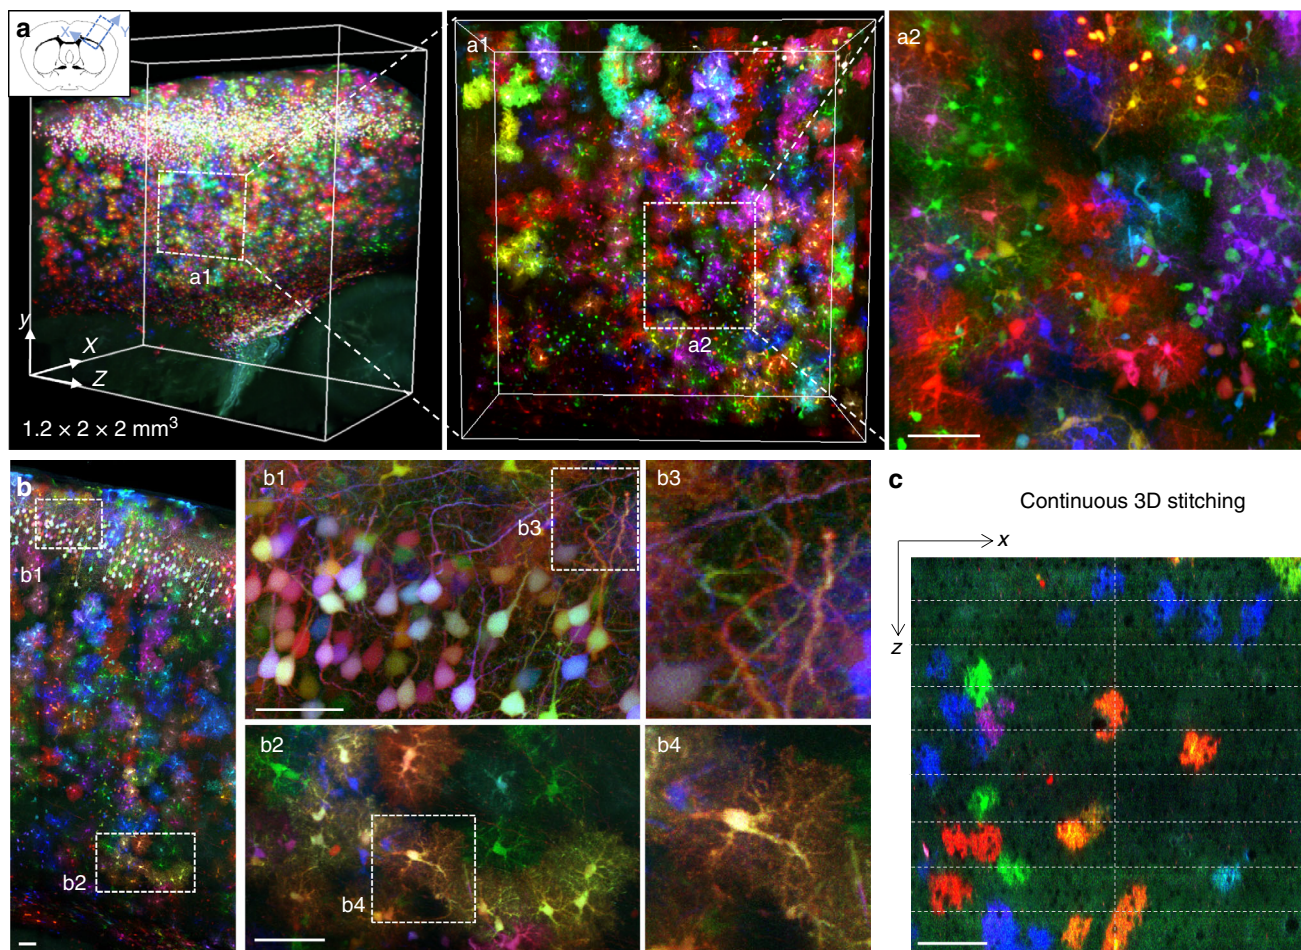 a
X
Y
a1
y
x
z
1.2 × 2 × 2 mm³
a1
a2
a2
b
b1
b2
b1
b3
b3
b2
b4
b4
c
Continuous 3D stitching
x
z